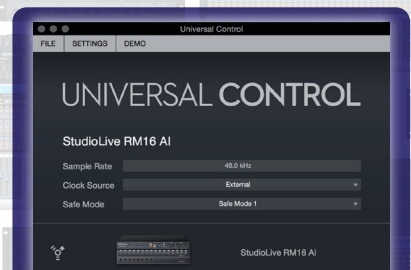 Universal Control
FILE SETTINGS DEMO
UNIVERSAL CONTROL
StudioLive RM16 AI
Sample Rate 48.0 kHz
Clock Source External
Safe Mode Safe Mode 1
StudioLive RM16 AI